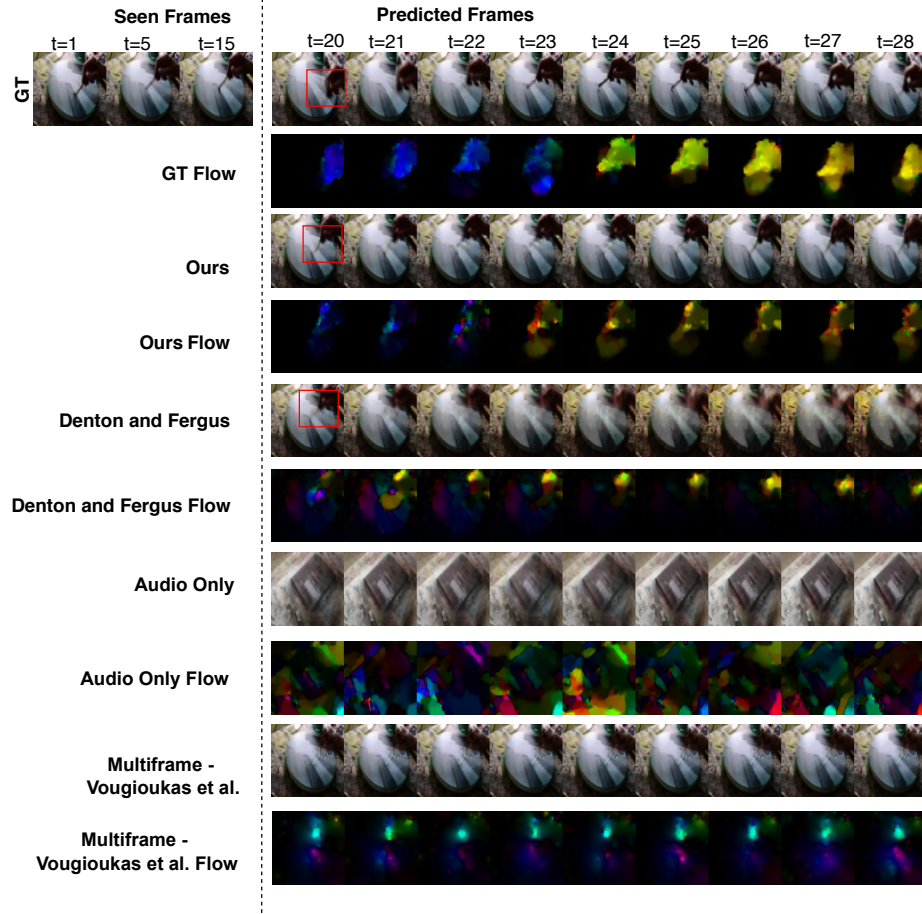 Seen Frames
Predicted Frames
t=1 t=5 t=15 t=20 t=21 t=22 t=23 t=24 t=25 t=26 t=27 t=28
GT
GT Flow
Ours
Ours Flow
Denton and Fergus
Denton and Fergus Flow
Audio Only
Audio Only Flow
Multiframe -
Vougioukas et al.
Multiframe -
Vougioukas et al. Flow